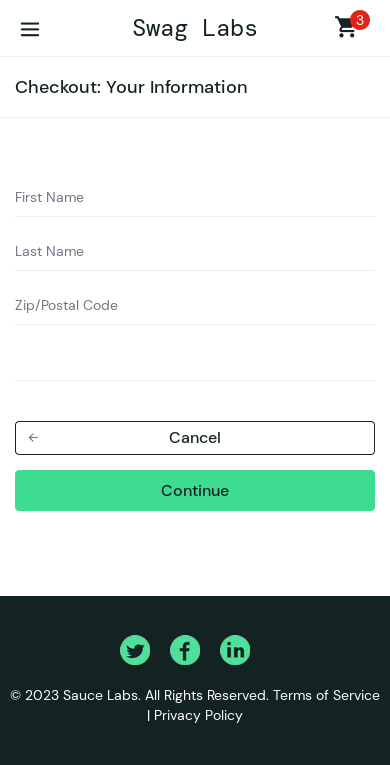 Swag Labs
3
Checkout: Your Information
First Name
Last Name
Zip/Postal Code
Cancel
Continue
© 2023 Sauce Labs. All Rights Reserved. Terms of Service
| Privacy Policy